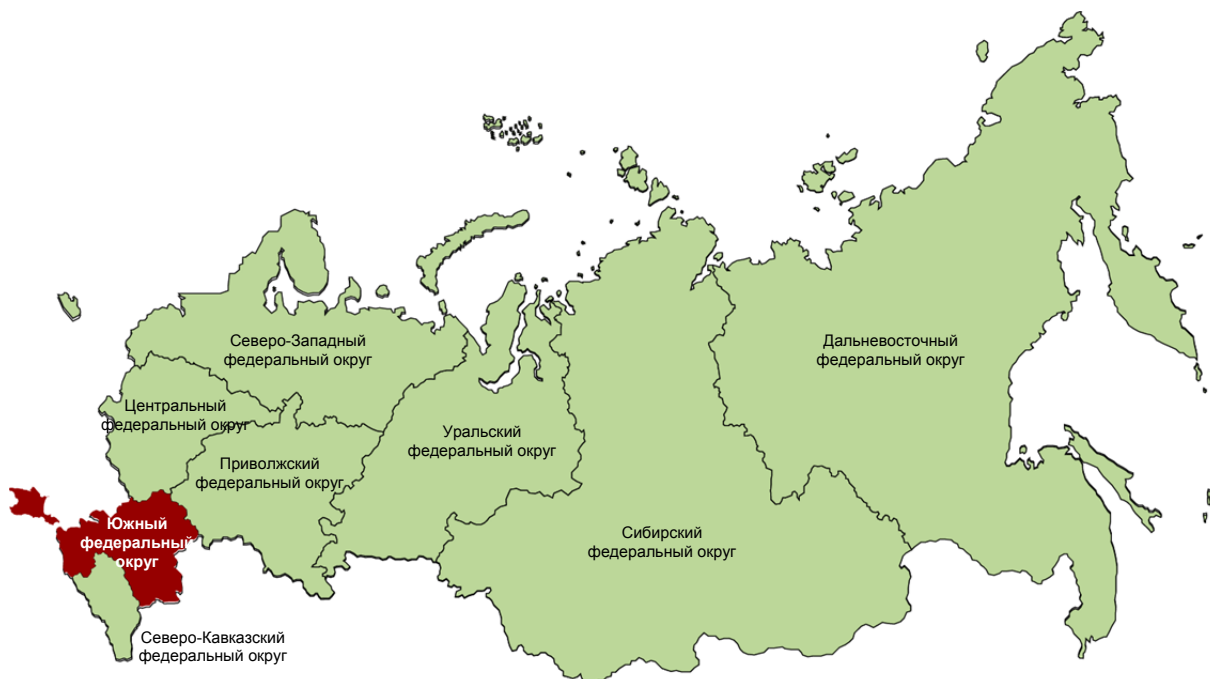 Северо-Западный
федеральный округ
Дальневосточный
федеральный округ
Центральный
федеральный округ
Уральский
федеральный округ
Приволжский
федеральный округ
Южный
федеральный
округ
Сибирский
федеральный округ
Северо-Кавказский
федеральный округ